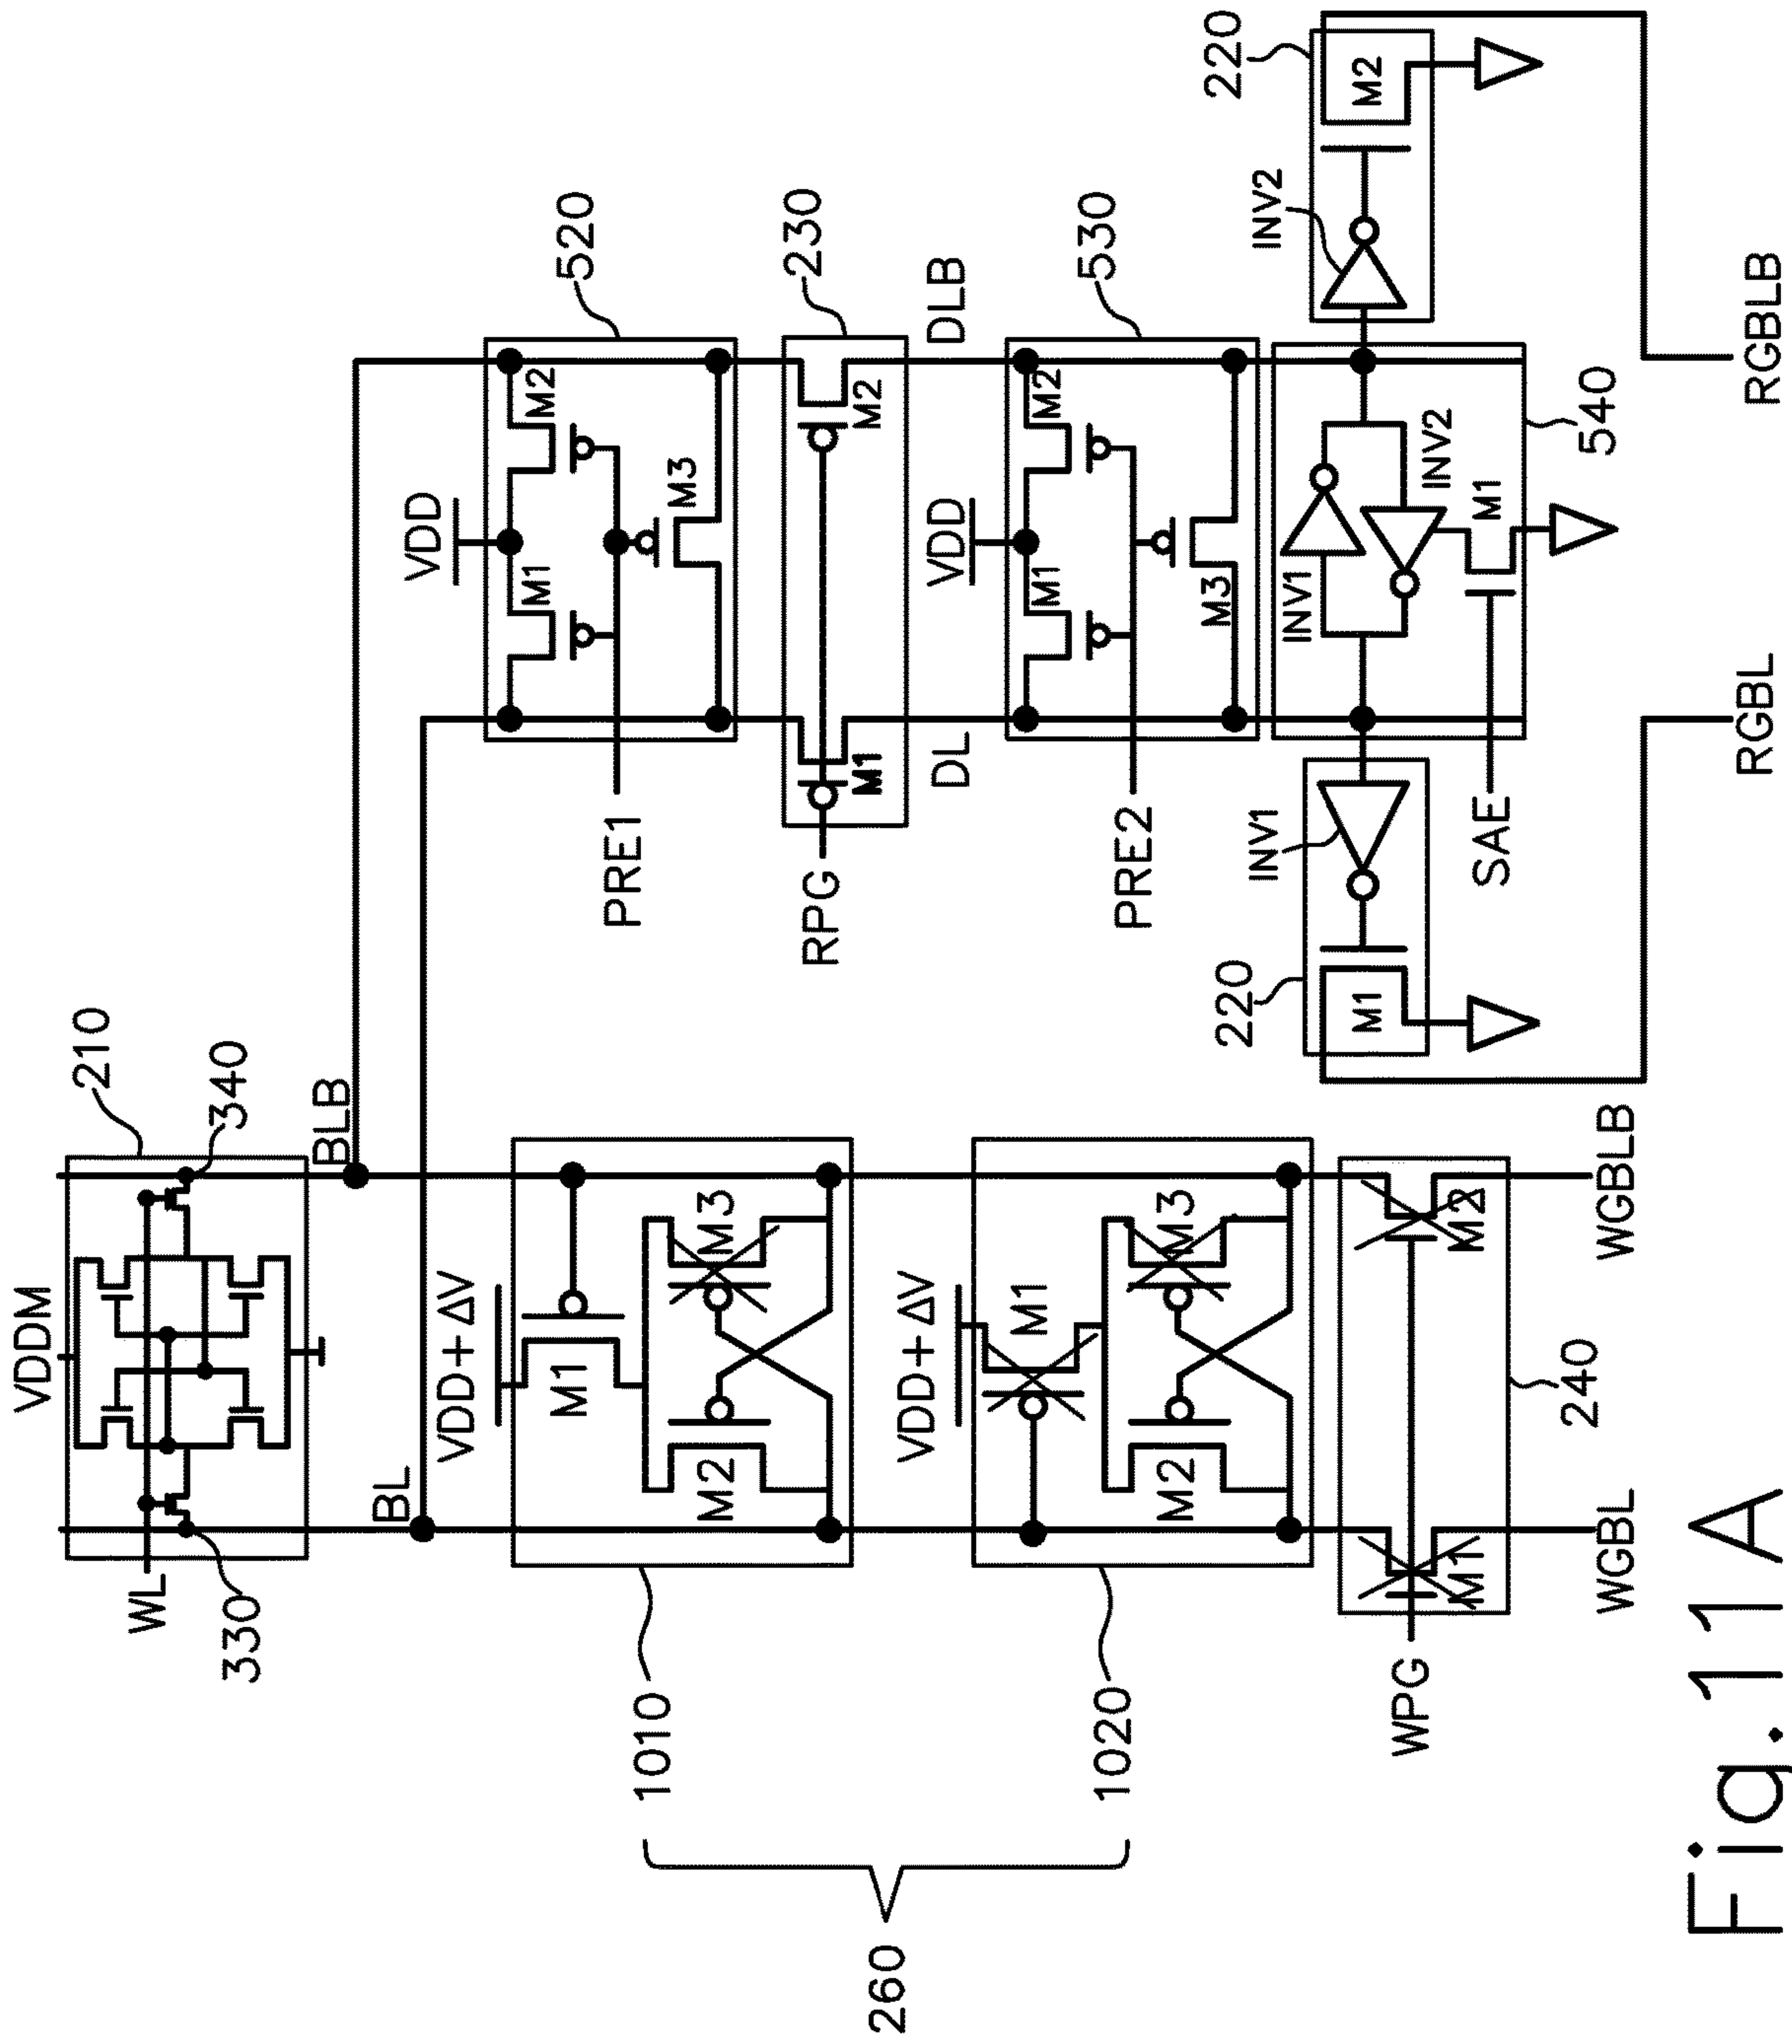 VDDM
210
WL
330
340
BL
BLB
VDD+ΔV
M1
M2
M3
1010
VDD+ΔV
M1
M2
M3
1020
260
WPG
M1
M2
240
WGBL
WGBLB
VDD
M1
M2
M3
520
PRE1
230
RPG
M1
M2
DL
DLB
VDD
M1
M2
M3
530
PRE2
INV1
INV2
M1
SAE
540
220
INV1
M1
220
INV2
M2
RGBL
RGBLB
Fig.11A